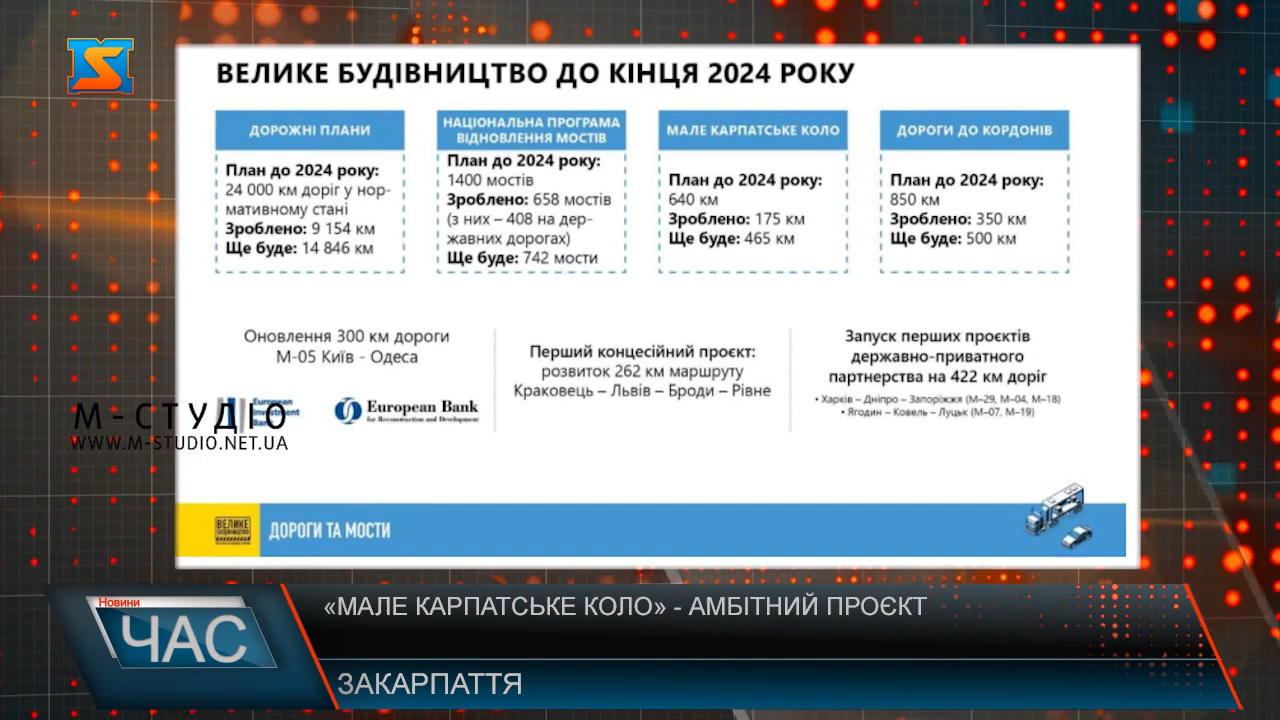 ВЕЛИКЕ БУДІВНИЦТВО ДО КІНЦЯ 2024 РОКУ
ДОРОЖНІ ПЛАНИ
План до 2024 року:
24 000 км доріг у нор-
мативному стані
Зроблено: 9 154 км
Ще буде: 14 846 км
НАЦІОНАЛЬНА ПРОГРАМА
ВІДНОВЛЕННЯ МОСТІВ
План до 2024 року:
1400 мостів
Зроблено: 658 мостів
(з них – 408 на дер-
жавних дорогах)
Ще буде: 742 мости
МАЛЕ КАРПАТСЬКЕ КОЛО
План до 2024 року:
640 км
Зроблено: 175 км
Ще буде: 465 км
ДОРОГИ ДО КОРДОНІВ
План до 2024 року:
850 км
Зроблено: 350 км
Ще буде: 500 км
Оновлення 300 км дороги
М-05 Київ - Одеса
European
Investment
Bank
European Bank
for Reconstruction and Development
Перший концесійний проєкт:
розвиток 262 км маршруту
Краковець – Львів – Броди – Рівне
Запуск перших проєктів
державно-приватного
партнерства на 422 км доріг
• Харків – Дніпро – Запоріжжя (М–29, М–04, М–18)
• Ягодин – Ковель – Луцьк (М–07, М–19)
М-СТУДІО
WWW.M-STUDIO.NET.UA
ВЕЛИКЕ
БУДІВНИЦТВО
ДОРОГИ ТА МОСТИ
Новини
ЧАС
«МАЛЕ КАРПАТСЬКЕ КОЛО» - АМБІТНИЙ ПРОЄКТ
ЗАКАРПАТТЯ